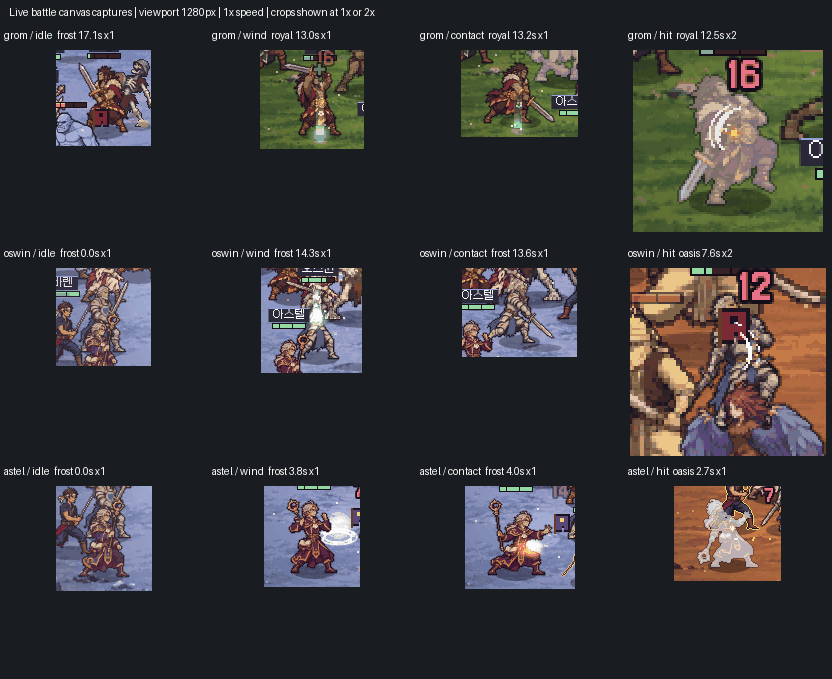 Live battle canvas captures | viewport 1280px | 1x speed | crops shown at 1x or 2x
grom / idle frost 17.1s x1
grom / wind royal 13.0s x1
grom / contact royal 13.2s x1
grom / hit royal 12.5s x2
16
아스
16
oswin / idle frost 0.0s x1
oswin / wind frost 14.3s x1
oswin / contact frost 13.6s x1
oswin / hit oasis 7.6s x2
아스텔
아스텔
12
astel / idle frost 0.0s x1
astel / wind frost 3.8s x1
astel / contact frost 4.0s x1
astel / hit oasis 2.7s x1
14
7